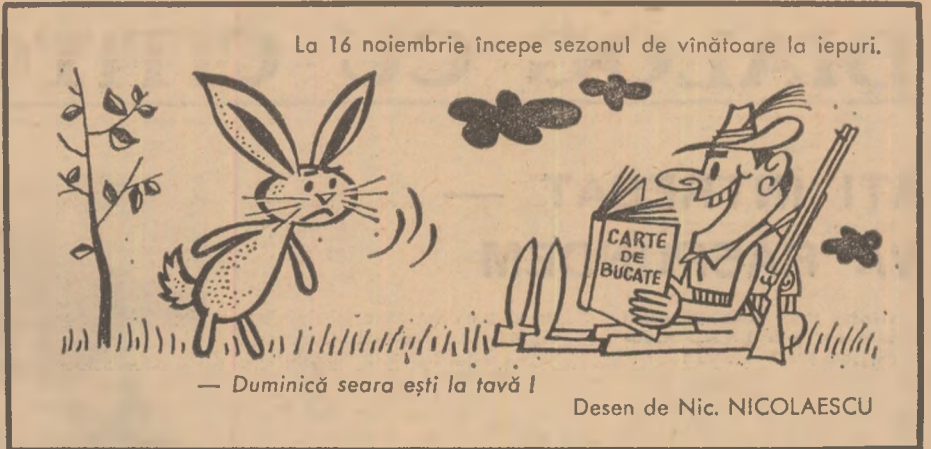 La 16 noiembrie începe sezonul de vînătoare la iepuri.
CARTE
DE
BUCATE
— Duminică seara ești la tavă !
Desen de Nic. NICOLAESCU